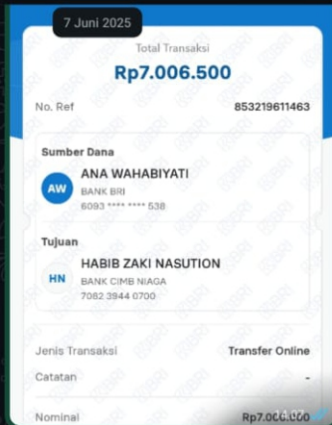 7 Juni 2025
Total Transaksi
Rp7.006.500
No. Ref 853219611463
Sumber Dana
AW
ANA WAHABIYATI
BANK BRI
6093 **** **** 538
Tujuan
HN
HABIB ZAKI NASUTION
BANK CIMB NIAGA
7082 3944 0700
Jenis Transaksi Transfer Online
Catatan -
Nominal